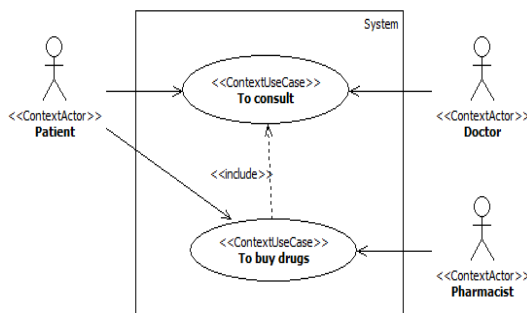 System
<<ContextUseCase>>
To consult
<<ContextActor>>
Patient
<<ContextActor>>
Doctor
<<include>>
<<ContextUseCase>>
To buy drugs
<<ContextActor>>
Pharmacist